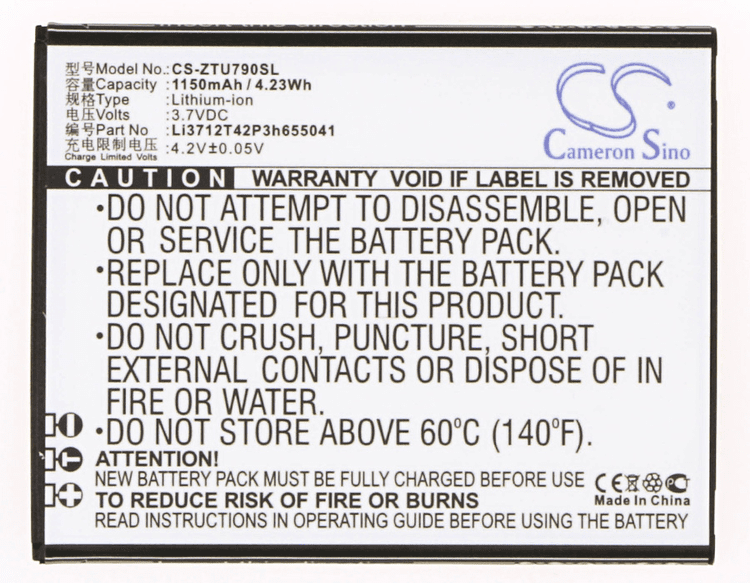 型号Model No.: CS-ZTU790SL
容量Capacity : 1150mAh / 4.23Wh
规格Type : Lithium-ion
电压Volts : 3.7VDC
编号Part No. : Li3712T42P3h655041
充电限制电压 : 4.2V±0.05V
Charge Limited Volts
CS
Cameron Sino
CAUTION WARRANTY VOID IF LABEL IS REMOVED
•DO NOT ATTEMPT TO DISASSEMBLE, OPEN
OR SERVICE THE BATTERY PACK.
•REPLACE ONLY WITH THE BATTERY PACK
DESIGNATED FOR THIS PRODUCT.
•DO NOT CRUSH, PUNCTURE, SHORT
EXTERNAL CONTACTS OR DISPOSE OF IN
FIRE OR WATER.
•DO NOT STORE ABOVE 60°C (140°F).
ATTENTION!
NEW BATTERY PACK MUST BE FULLY CHARGED BEFORE USE
TO REDUCE RISK OF FIRE OR BURNS
READ INSTRUCTIONS IN OPERATING GUIDE BEFORE USING THE BATTERY
CE
Made In China